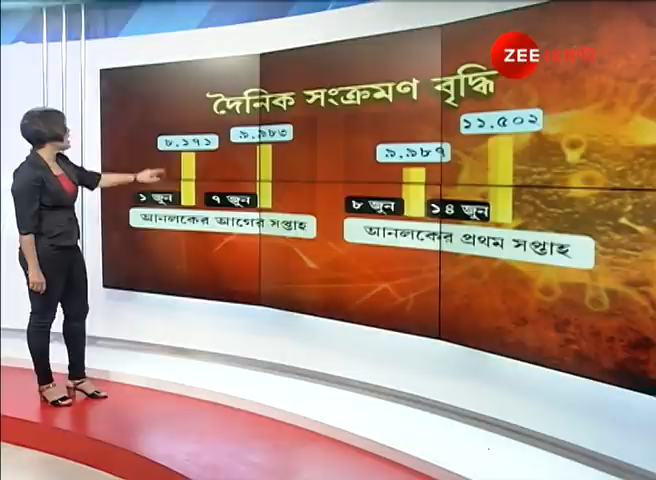 ZEE ২৪ঘণ্টা
দৈনিক সংক্রমণ বৃদ্ধি
৮,১৭১ ৯,৯৮৩ ৯,৯৮৭ ১১,৫০২
১ জুন ৭ জুন ৮ জুন ১৪ জুন
আনলকের আগের সপ্তাহ
আনলকের প্রথম সপ্তাহ